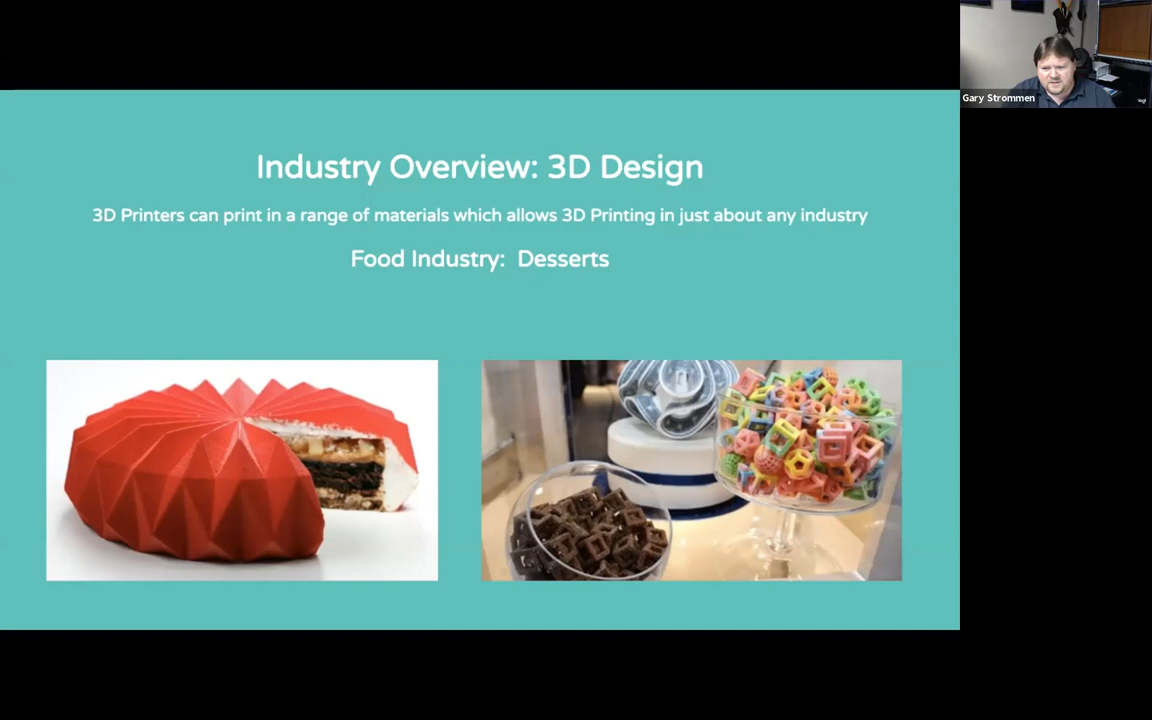 Industry Overview: 3D Design
3D Printers can print in a range of materials which allows 3D Printing in just about any industry
Food Industry:  Desserts
Gary Strommen
logi